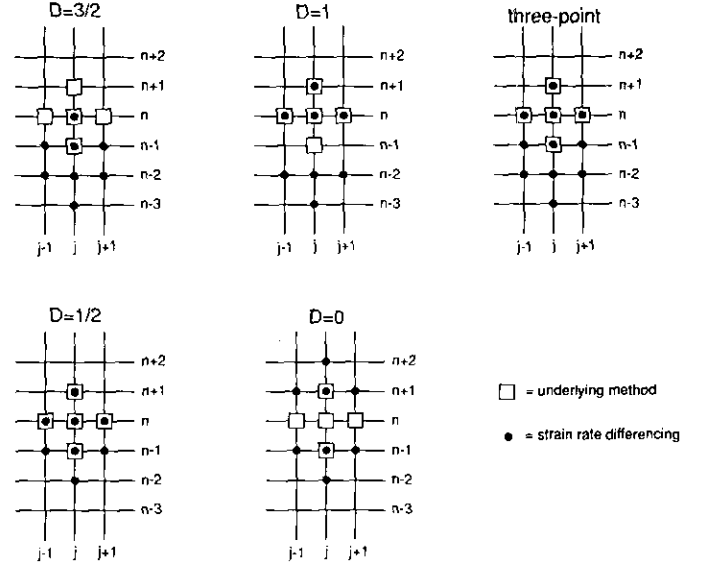 D=3/2
D=1
three-point
n+2
n+1
n
n-1
n-2
n-3
j-1 j j+1
n+2
n+1
n
n-1
n-2
n-3
j-1 j j+1
n+2
n+1
n
n-1
n-2
n-3
j-1 j j+1
D=1/2
D=0
n+2
n+1
n
n-1
n-2
n-3
j-1 j j+1
n+2
n+1
n
n-1
n-2
n-3
j-1 j j+1
= underlying method
= strain rate differencing